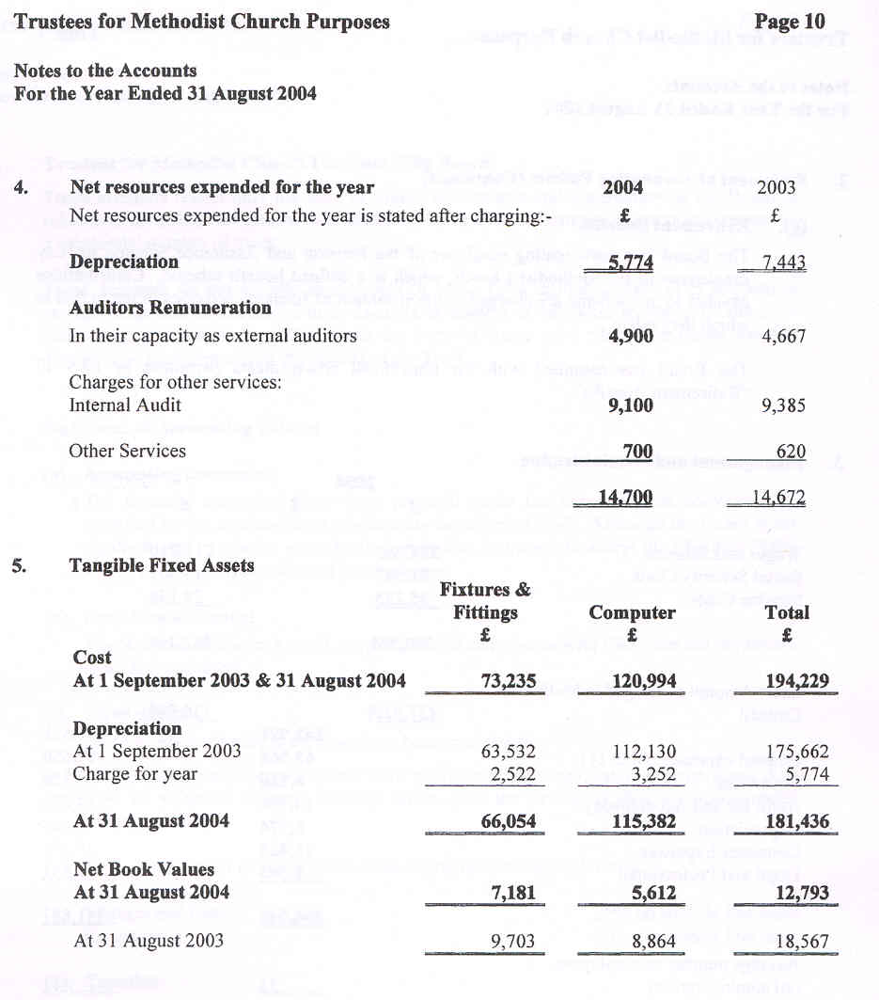 Trustees for Methodist Church Purposes Page 10
Notes to the Accounts
For the Year Ended 31 August 2004
4. Net resources expended for the year 2004 2003
Net resources expended for the year is stated after charging:- £ £
Depreciation 5,774 7,443
Auditors Remuneration
In their capacity as external auditors 4,900 4,667
Charges for other services:
Internal Audit 9,100 9,385
Other Services 700 620
14,700 14,672
5. Tangible Fixed Assets
Fixtures &
Fittings Computer Total
£ £ £
Cost
At 1 September 2003 & 31 August 2004 73,235 120,994 194,229
Depreciation
At 1 September 2003 63,532 112,130 175,662
Charge for year 2,522 3,252 5,774
At 31 August 2004 66,054 115,382 181,436
Net Book Values
At 31 August 2004 7,181 5,612 12,793
At 31 August 2003 9,703 8,864 18,567